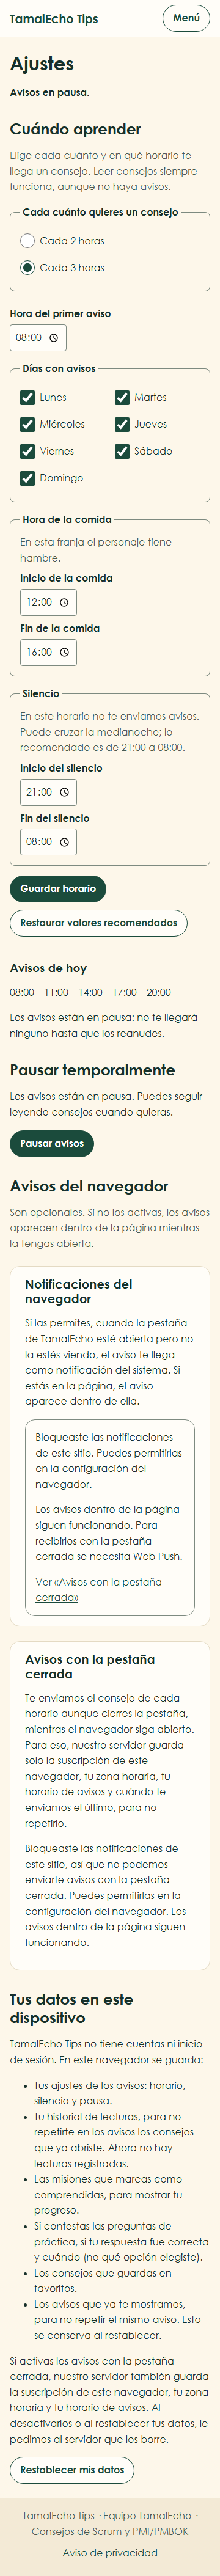 TamalEcho Tips
Menú
Ajustes
Avisos en pausa.
Cuándo aprender
Elige cada cuánto y en qué horario te
llega un consejo. Leer consejos siempre
funciona, aunque no haya avisos.
Cada cuánto quieres un consejo
Cada 2 horas
Cada 3 horas
Hora del primer aviso
08:00
Días con avisos
Lunes
Martes
Miércoles
Jueves
Viernes
Sábado
Domingo
Hora de la comida
En esta franja el personaje tiene
hambre.
Inicio de la comida
12:00
Fin de la comida
16:00
Silencio
En este horario no te enviamos avisos.
Puede cruzar la medianoche; lo
recomendado es de 21:00 a 08:00.
Inicio del silencio
21:00
Fin del silencio
08:00
Guardar horario
Restaurar valores recomendados
Avisos de hoy
08:00 11:00 14:00 17:00 20:00
Los avisos están en pausa: no te llegará
ninguno hasta que los reanudes.
Pausar temporalmente
Los avisos están en pausa. Puedes seguir
leyendo consejos cuando quieras.
Pausar avisos
Avisos del navegador
Son opcionales. Si no los activas, los avisos
aparecen dentro de la página mientras
la tengas abierta.
Notificaciones del
navegador
Si las permites, cuando la pestaña
de TamalEcho esté abierta pero no
la estés viendo, el aviso te llega
como notificación del sistema. Si
estás en la página, el aviso
aparece dentro de ella.
Bloqueaste las notificaciones
de este sitio. Puedes permitirlas
en la configuración del
navegador.
Los avisos dentro de la página
siguen funcionando. Para
recibirlos con la pestaña
cerrada se necesita Web Push.
Ver «Avisos con la pestaña
cerrada»
Avisos con la pestaña
cerrada
Te enviamos el consejo de cada
horario aunque cierres la pestaña,
mientras el navegador siga abierto.
Para eso, nuestro servidor guarda
solo la suscripción de este
navegador, tu zona horaria, tu
horario de avisos y cuándo te
enviamos el último, para no
repetirlo.
Bloqueaste las notificaciones de
este sitio, así que no podemos
enviarte avisos con la pestaña
cerrada. Puedes permitirlas en la
configuración del navegador. Los
avisos dentro de la página siguen
funcionando.
Tus datos en este
dispositivo
TamalEcho Tips no tiene cuentas ni inicio
de sesión. En este navegador se guarda:
• Tus ajustes de los avisos: horario,
silencio y pausa.
• Tu historial de lecturas, para no
repetirte en los avisos los consejos
que ya abriste. Ahora no hay
lecturas registradas.
• Las misiones que marcas como
comprendidas, para mostrar tu
progreso.
• Si contestas las preguntas de
práctica, si tu respuesta fue correcta
y cuándo (no qué opción elegiste).
• Los consejos que guardas en
favoritos.
• Los avisos que ya te mostramos,
para no repetir el mismo aviso. Esto
se conserva al restablecer.
Si activas los avisos con la pestaña
cerrada, nuestro servidor también guarda
la suscripción de este navegador, tu zona
horaria y tu horario de avisos. Al
desactivarlos o al restablecer tus datos, le
pedimos al servidor que los borre.
Restablecer mis datos
TamalEcho Tips · Equipo TamalEcho ·
Consejos de Scrum y PMI/PMBOK
Aviso de privacidad